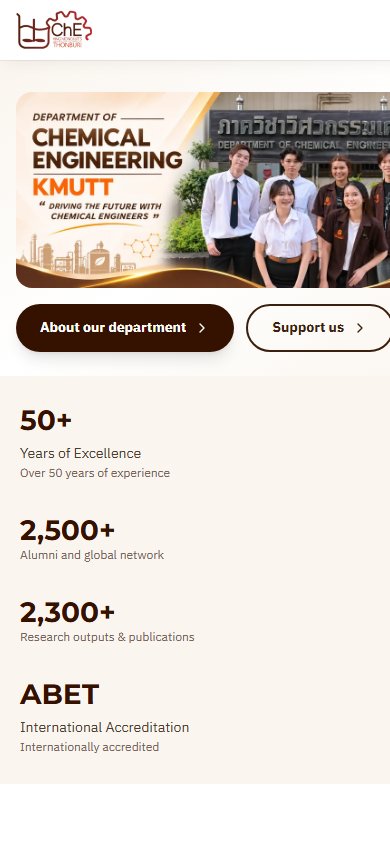 ChE
KING MONGKUT'S
THONBURI
DEPARTMENT OF
CHEMICAL
ENGINEERING
KMUTT
“ DRIVING THE FUTURE WITH
CHEMICAL ENGINEERS ”
ภาควิชาวิศวกรรมเ
DEPARTMENT OF CHEMICAL ENGINEER
About our department
Support us
50+
Years of Excellence
Over 50 years of experience
2,500+
Alumni and global network
2,300+
Research outputs & publications
ABET
International Accreditation
Internationally accredited